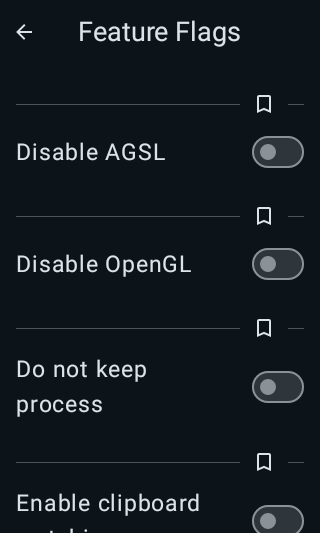 Feature Flags
Disable AGSL
Disable OpenGL
Do not keep
process
Enable clipboard